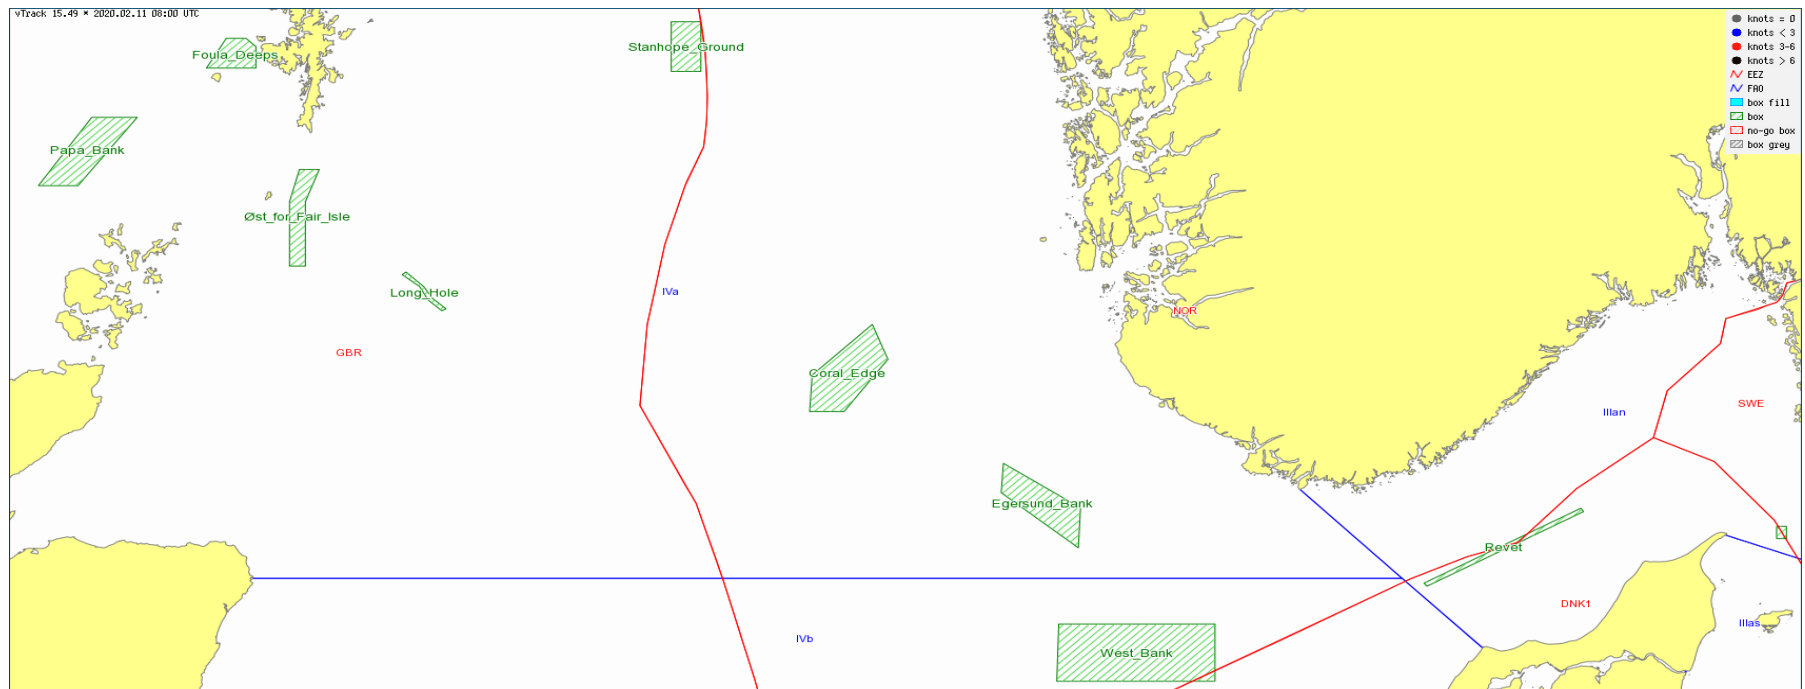 vTrack 15.49 * 2020.02.11 08:00 UTC
knots = 0
knots < 3
knots 3-6
knots > 6
EEZ
FAO
box fill
box
no-go box
box grey
Foula_Deeps
Stanhope_Ground
Papa_Bank
Øst_for_Fair_Isle
Long_Hole
IVa
NOR
GBR
Coral_Edge
SWE
IIIan
Egersund_Bank
Revet
DNK1
IIIas
IVb
West_Bank